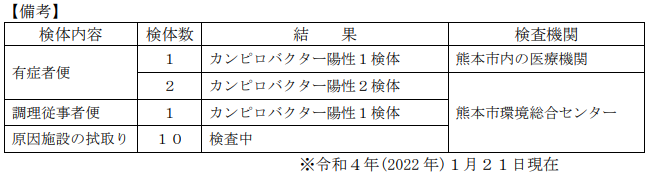 【備考】
検体内容 検体数 結　果 検査機関
有症者便 １ カンピロバクター陽性１検体 熊本市内の医療機関
２ カンピロバクター陽性２検体 熊本市環境総合センター
調理従事者便 １ カンピロバクター陽性１検体
原因施設の拭取り １０ 検査中
※令和４年(2022 年)１月２１日現在